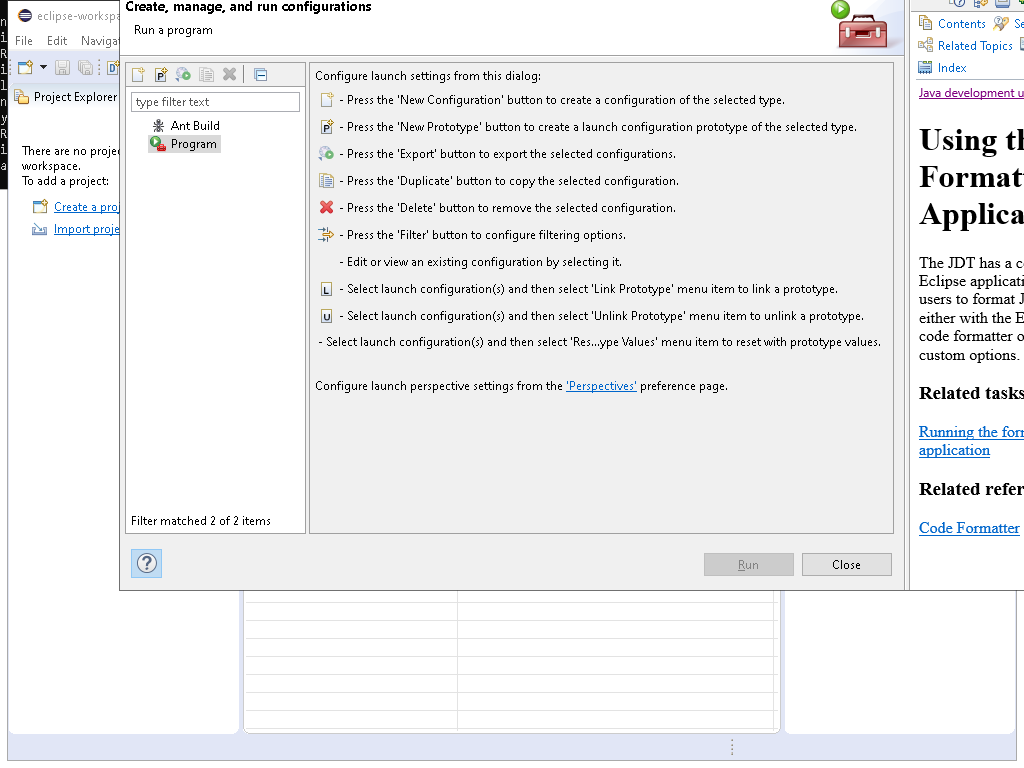 Create, manage, and run configurations
Run a program
eclipse-workspa
File Edit Navigat
Project Explorer
There are no projec
workspace.
To add a project:
Create a proj
Import proje
type filter text
Ant Build
Program
Filter matched 2 of 2 items
Configure launch settings from this dialog:
- Press the 'New Configuration' button to create a configuration of the selected type.
P - Press the 'New Prototype' button to create a launch configuration prototype of the selected type.
- Press the 'Export' button to export the selected configurations.
- Press the 'Duplicate' button to copy the selected configuration.
- Press the 'Delete' button to remove the selected configuration.
- Press the 'Filter' button to configure filtering options.
- Edit or view an existing configuration by selecting it.
L - Select launch configuration(s) and then select 'Link Prototype' menu item to link a prototype.
U - Select launch configuration(s) and then select 'Unlink Prototype' menu item to unlink a prototype.
- Select launch configuration(s) and then select 'Res...ype Values' menu item to reset with prototype values.
Configure launch perspective settings from the 'Perspectives' preference page.
?
Run
Close
Contents Se
Related Topics
Index
Java development u
Using th
Formatt
Applica
The JDT has a c
Eclipse applicati
users to format J
either with the E
code formatter o
custom options.
Related tasks
Running the for
application
Related refer
Code Formatter